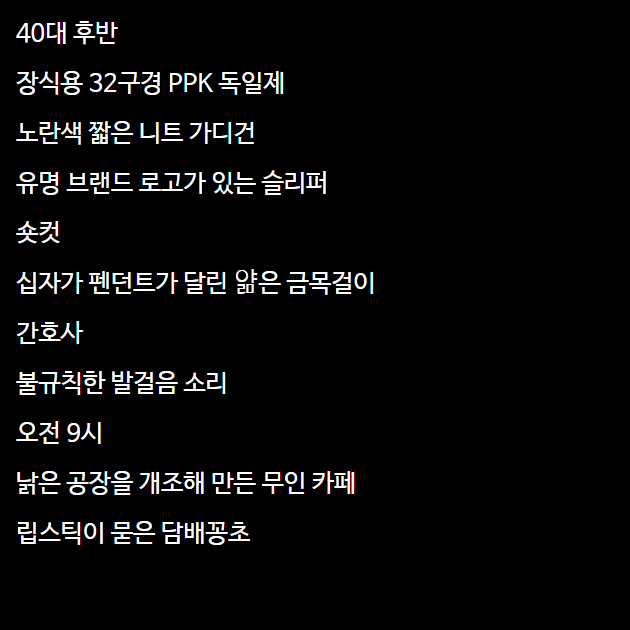 40대 후반
장식용 32구경 PPK 독일제
노란색 짧은 니트 가디건
유명 브랜드 로고가 있는 슬리퍼
숏컷
십자가 펜던트가 달린 얇은 금목걸이
간호사
불규칙한 발걸음 소리
오전 9시
낡은 공장을 개조해 만든 무인 카페
립스틱이 묻은 담배꽁초